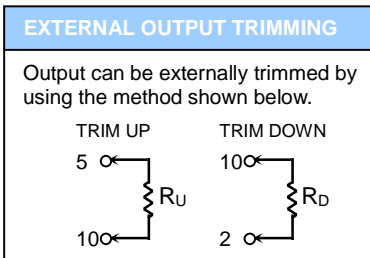 EXTERNAL OUTPUT TRIMMING
Output can be externally trimmed by
using the method shown below.
TRIM UP TRIM DOWN
5 10
RU RD
10 2